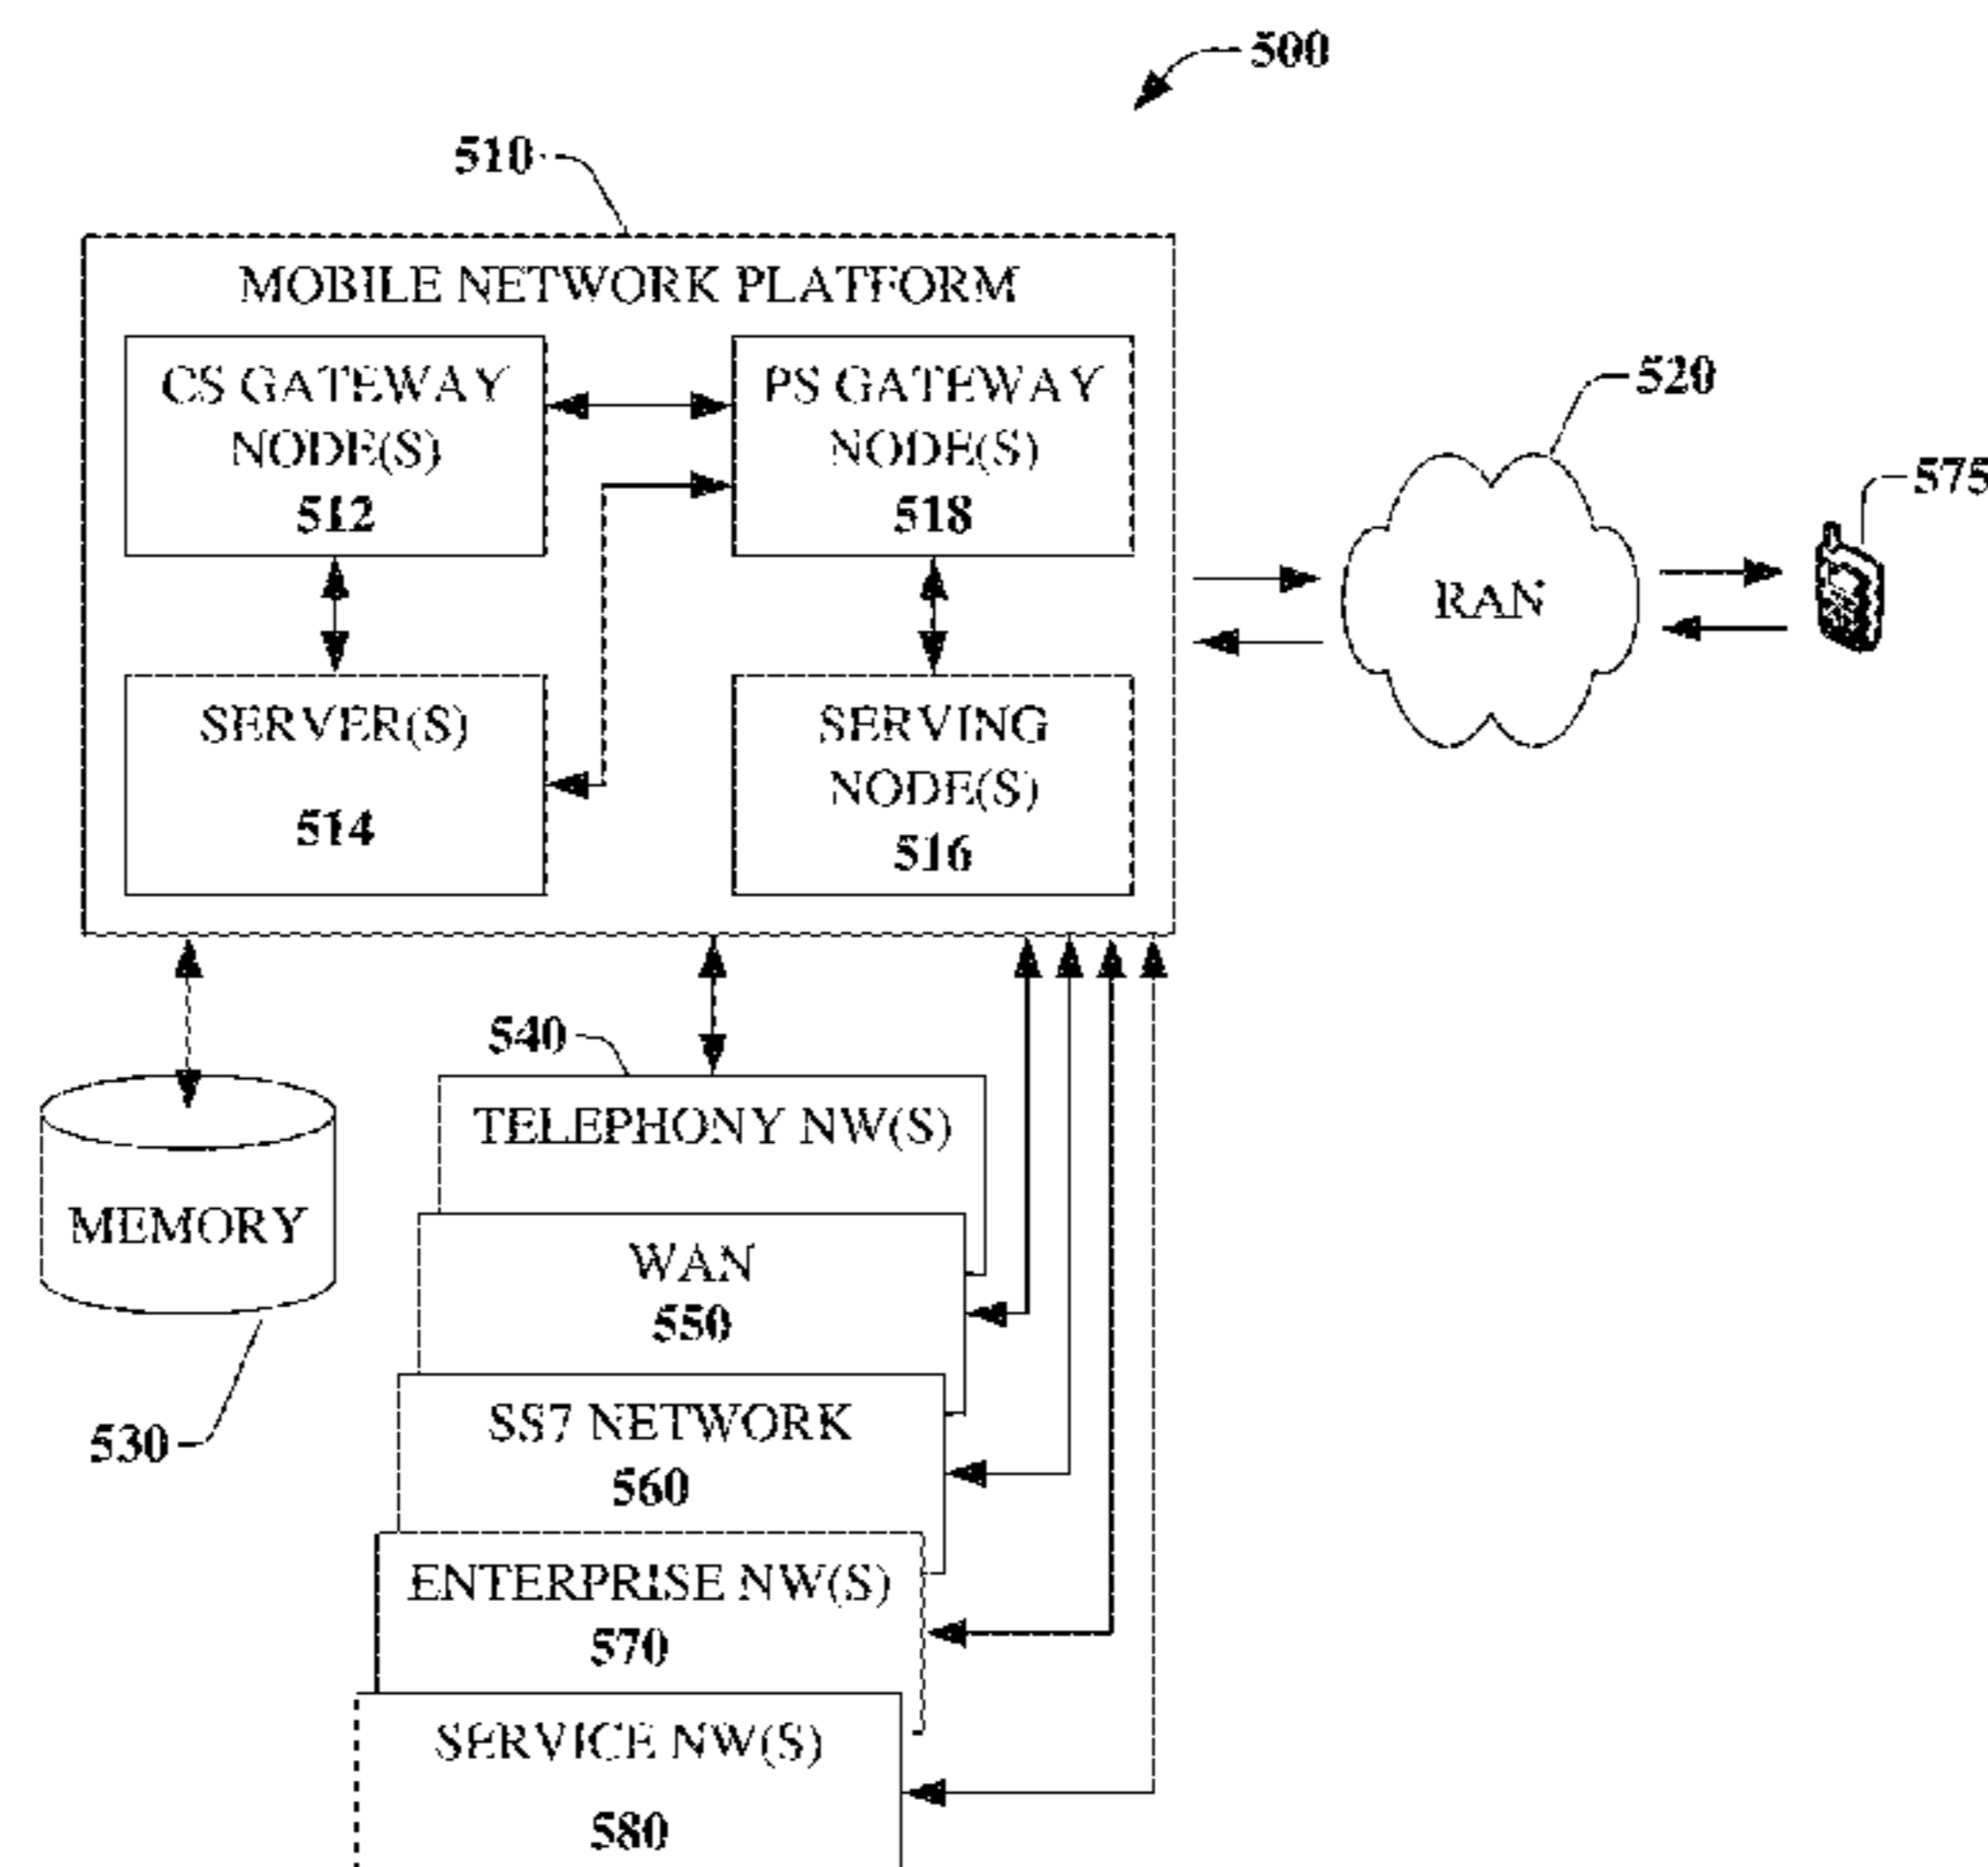 500
510
MOBILE NETWORK PLATFORM
CS GATEWAY
NODE(S)
512
PS GATEWAY
NODE(S)
518
SERVER(S)
514
SERVING
NODE(S)
516
520
RAN
575
540
TELEPHONY NW(S)
MEMORY
530
WAN
550
SS7 NETWORK
560
ENTERPRISE NW(S)
570
SERVICE NW(S)
580